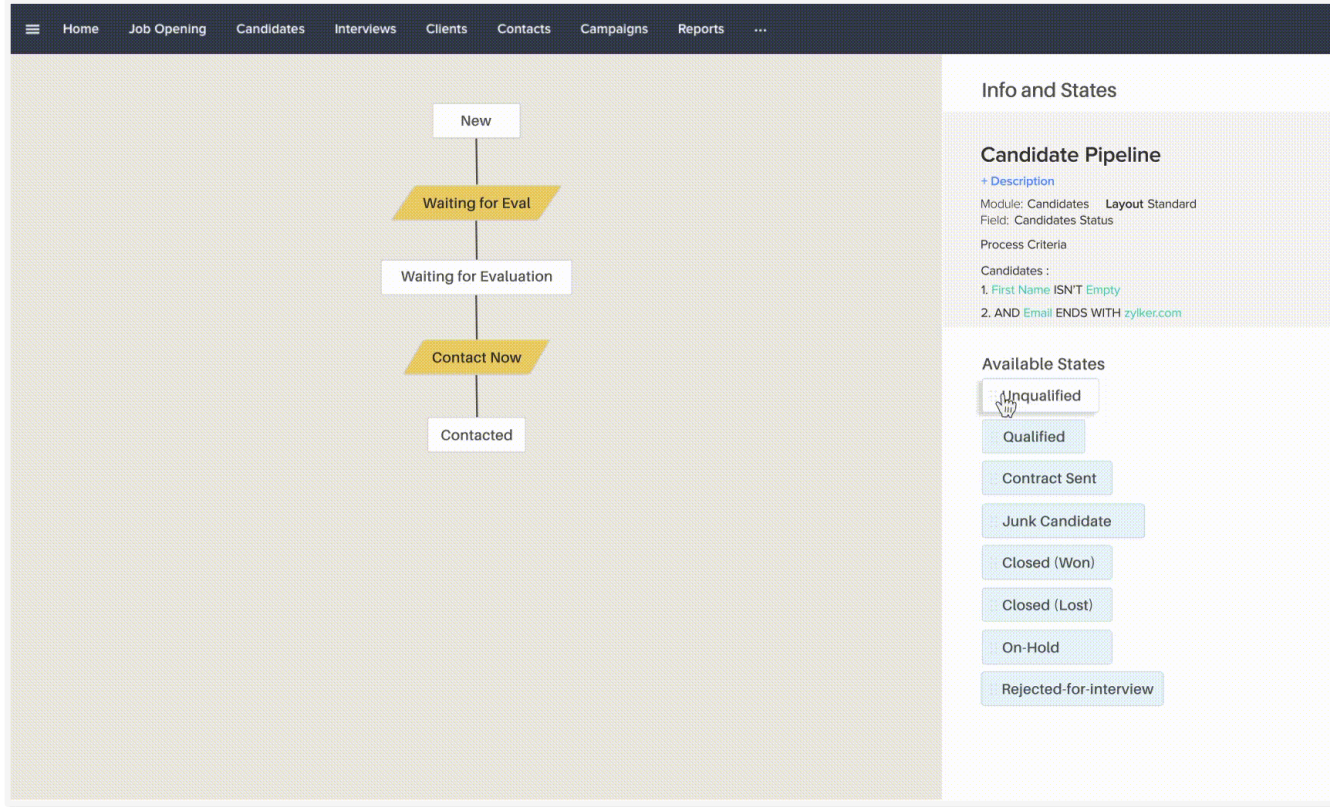 Home Job Opening Candidates Interviews Clients Contacts Campaigns Reports ...
New
Waiting for Eval
Waiting for Evaluation
Contact Now
Contacted
Info and States
Candidate Pipeline
+ Description
Module: Candidates Layout Standard
Field: Candidates Status
Process Criteria
Candidates :
1. First Name ISN'T Empty
2. AND Email ENDS WITH zylker.com
Available States
Unqualified
Qualified
Contract Sent
Junk Candidate
Closed (Won)
Closed (Lost)
On-Hold
Rejected-for-interview